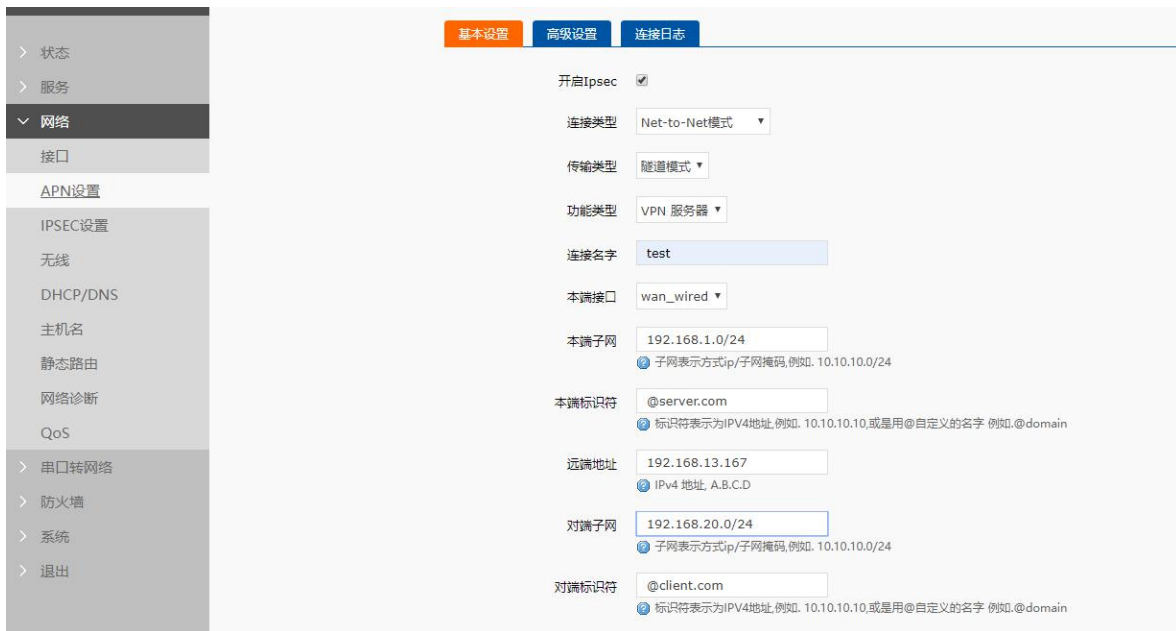 基本设置 高级设置 连接日志
状态
服务
网络
接口
APN设置
IPSEC设置
无线
DHCP/DNS
主机名
静态路由
网络诊断
QoS
串口转网络
防火墙
系统
退出
开启Ipsec
连接类型 Net-to-Net模式
传输类型 隧道模式
功能类型 VPN 服务器
连接名字 test
本端接口 wan_wired
本端子网 192.168.1.0/24
子网表示方式ip/子网掩码,例如. 10.10.10.0/24
本端标识符 @server.com
标识符表示为IPV4地址,例如. 10.10.10.10,或是用@自定义的名字 例如.@domain
远端地址 192.168.13.167
IPv4 地址, A.B.C.D
对端子网 192.168.20.0/24
子网表示方式ip/子网掩码,例如. 10.10.10.0/24
对端标识符 @client.com
标识符表示为IPV4地址,例如. 10.10.10.10,或是用@自定义的名字 例如.@domain